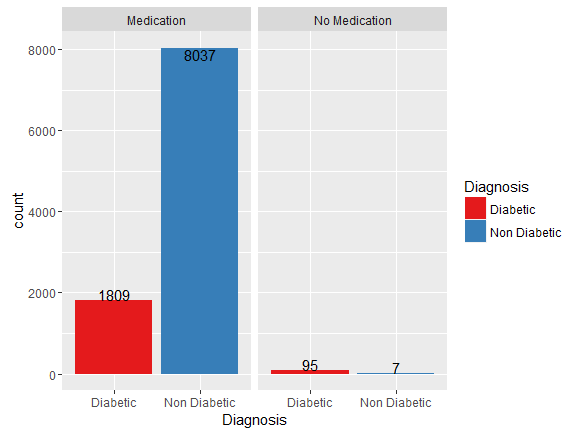 Medication
No Medication
8000
6000
4000
2000
0
count
8037
1809
95
7
Diabetic
Non Diabetic
Diabetic
Non Diabetic
Diagnosis
Diagnosis
Diabetic
Non Diabetic